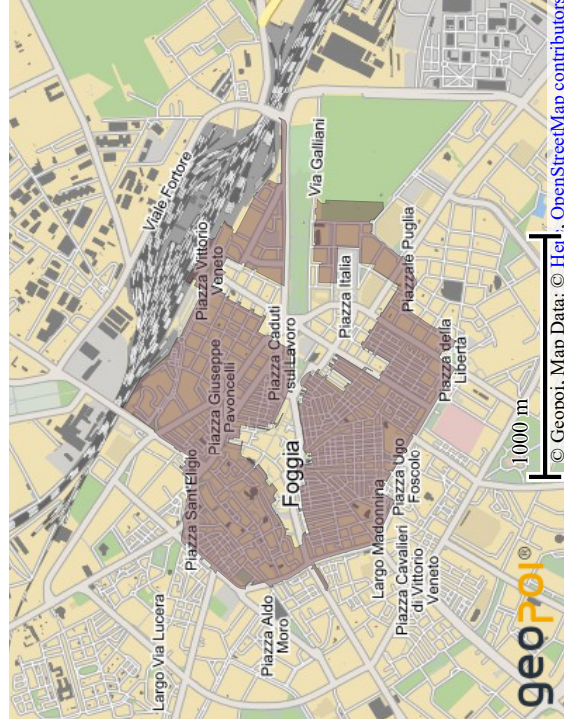 Largo Via Lucera
Viale Fortore
Piazza Sant'Eligio
Piazza Vittorio
Veneto
Piazza Giuseppe
Pavoncelli
Piazza Aldo
Moro
Piazza Caduti
sul Lavoro
Foggia
Via Galliani
Piazza Italia
Largo Madonnina
Piazza Cavalieri
di Vittorio
Veneto
Piazza Ugo
Foscolo
Piazzale Puglia
Piazza della
Libertà
1000 m
geoPOI®
© Geopoi, Map Data: © Here, OpenStreetMap contributors